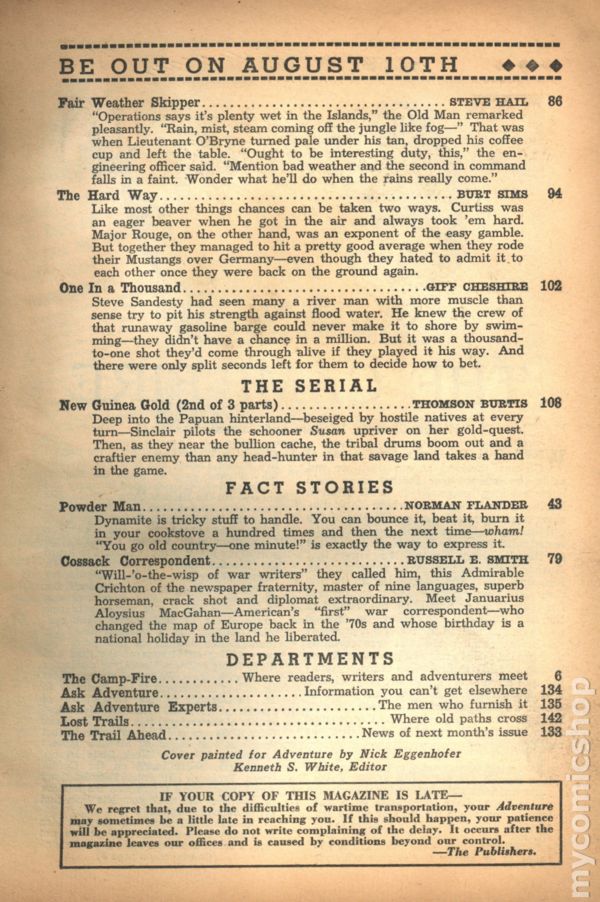 BE OUT ON AUGUST 10TH
Fair Weather Skipper.................................STEVE HAIL 86
"Operations says it's plenty wet in the Islands," the Old Man remarked
pleasantly. "Rain, mist, steam coming off the jungle like fog—" That was
when Lieutenant O'Bryne turned pale under his tan, dropped his coffee
cup and left the table. "Ought to be interesting duty, this," the en-
gineering officer said. "Mention bad weather and the second in command
falls in a faint. Wonder what he'll do when the rains really come."
The Hard Way.........................................BURT SIMS 94
Like most other things chances can be taken two ways. Curtiss was
an eager beaver when he got in the air and always took 'em hard.
Major Rouge, on the other hand, was an exponent of the easy gamble.
But together they managed to hit a pretty good average when they rode
their Mustangs over Germany—even though they hated to admit it to
each other once they were back on the ground again.
One In a Thousand.................................GIFF CHESHIRE 102
Steve Sandesty had seen many a river man with more muscle than
sense try to pit his strength against flood water. He knew the crew of
that runaway gasoline barge could never make it to shore by swim-
ming—they didn't have a chance in a million. But it was a thousand-
to-one shot they'd come through alive if they played it his way. And
there were only split seconds left for them to decide how to bet.
THE SERIAL
New Guinea Gold (2nd of 3 parts)..................THOMSON BURTIS 108
Deep into the Papuan hinterland—beseiged by hostile natives at every
turn—Sinclair pilots the schooner Susan upriver on her gold-quest.
Then, as they near the bullion cache, the tribal drums boom out and a
craftier enemy than any head-hunter in that savage land takes a hand
in the game.
FACT STORIES
Powder Man....................................NORMAN FLANDER 43
Dynamite is tricky stuff to handle. You can bounce it, beat it, burn it
in your cookstove a hundred times and then the next time—wham!
"You go old country—one minute!" is exactly the way to express it.
Cossack Correspondent...........................RUSSELL E. SMITH 79
"Will-'o-the-wisp of war writers" they called him, this Admirable
Crichton of the newspaper fraternity, master of nine languages, superb
horseman, crack shot and diplomat extraordinary. Meet Januarius
Aloysius MacGahan—American's "first" war correspondent—who
changed the map of Europe back in the '70s and whose birthday is a
national holiday in the land he liberated.
DEPARTMENTS
The Camp-Fire............Where readers, writers and adventurers meet 6
Ask Adventure....................Information you can't get elsewhere 134
Ask Adventure Experts........................The men who furnish it 135
Lost Trails....................................Where old paths cross 142
The Trail Ahead............................News of next month's issue 133
Cover painted for Adventure by Nick Eggenhofer
Kenneth S. White, Editor
IF YOUR COPY OF THIS MAGAZINE IS LATE—
We regret that, due to the difficulties of wartime transportation, your Adventure
may sometimes be a little late in reaching you. If this should happen, your patience
will be appreciated. Please do not write complaining of the delay. It occurs after the
magazine leaves our offices and is caused by conditions beyond our control.
—The Publishers.
mycomicshop